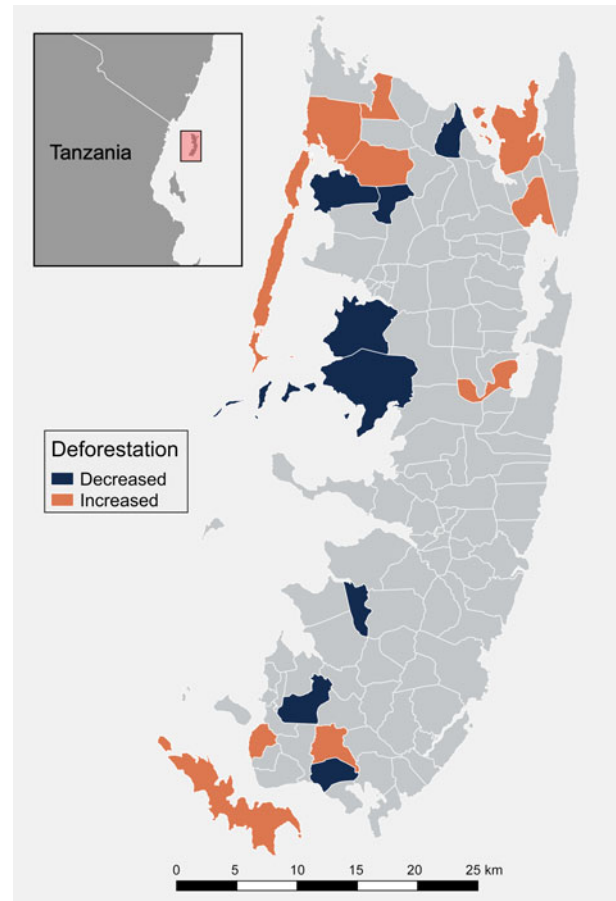 Tanzania
Deforestation
Decreased
Increased
0 5 10 15 20 25 km